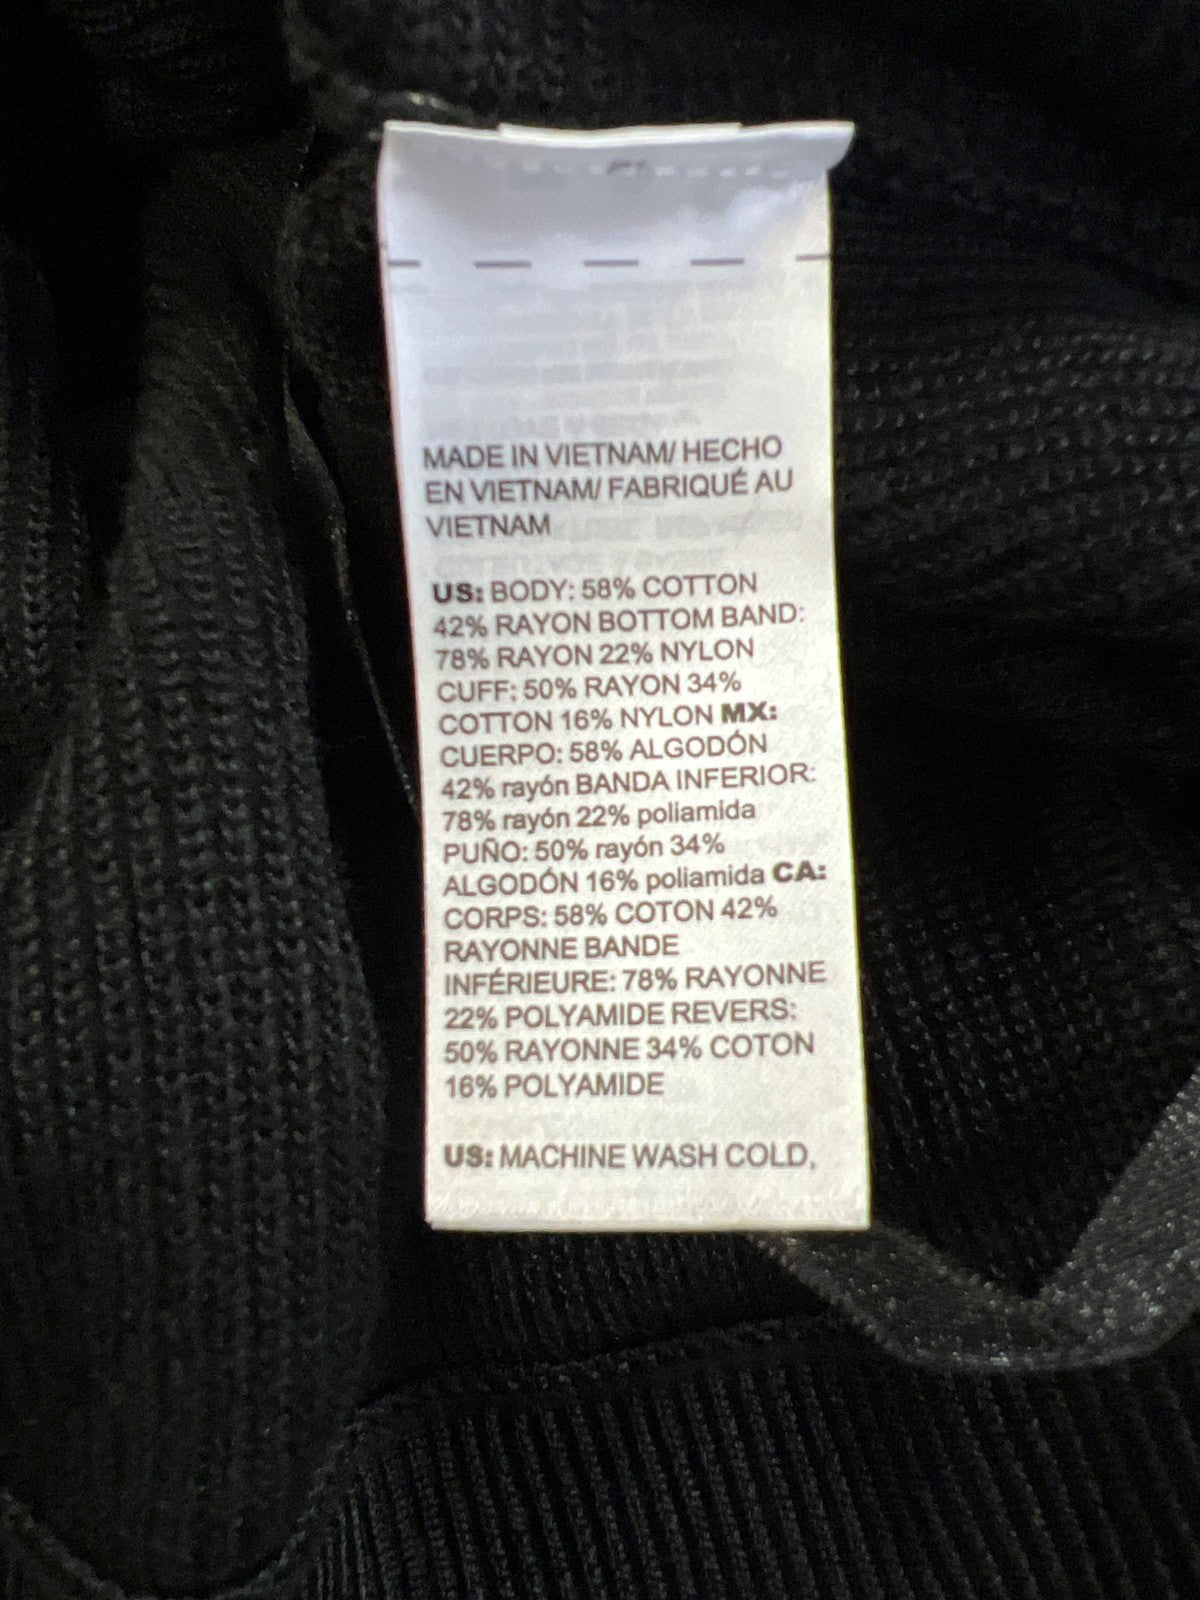 MADE IN VIETNAM/ HECHO
EN VIETNAM/ FABRIQUÉ AU
VIETNAM
US: BODY: 58% COTTON
42% RAYON BOTTOM BAND:
78% RAYON 22% NYLON
CUFF: 50% RAYON 34%
COTTON 16% NYLON MX:
CUERPO: 58% ALGODÓN
42% rayón BANDA INFERIOR:
78% rayón 22% poliamida
PUÑO: 50% rayón 34%
ALGODÓN 16% poliamida CA:
CORPS: 58% COTON 42%
RAYONNE BANDE
INFÉRIEURE: 78% RAYONNE
22% POLYAMIDE REVERS:
50% RAYONNE 34% COTON
16% POLYAMIDE
US: MACHINE WASH COLD,